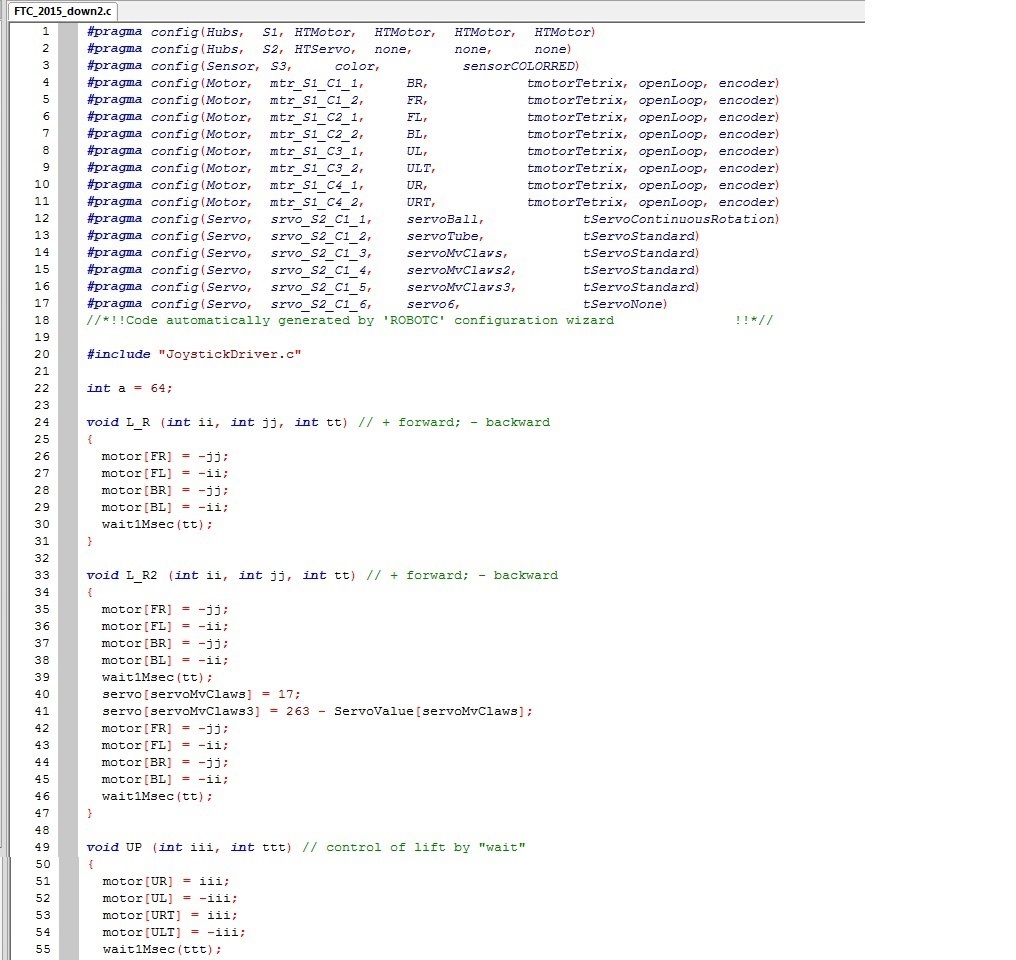 FTC_2015_down2.c
1 #pragma config(Hubs, S1, HTMotor, HTMotor, HTMotor, HTMotor)
2 #pragma config(Hubs, S2, HTServo, none, none, none)
3 #pragma config(Sensor, S3, color, sensorCOLORRED)
4 #pragma config(Motor, mtr_S1_C1_1, BR, tmotorTetrix, openLoop, encoder)
5 #pragma config(Motor, mtr_S1_C1_2, FR, tmotorTetrix, openLoop, encoder)
6 #pragma config(Motor, mtr_S1_C2_1, FL, tmotorTetrix, openLoop, encoder)
7 #pragma config(Motor, mtr_S1_C2_2, BL, tmotorTetrix, openLoop, encoder)
8 #pragma config(Motor, mtr_S1_C3_1, UL, tmotorTetrix, openLoop, encoder)
9 #pragma config(Motor, mtr_S1_C3_2, ULT, tmotorTetrix, openLoop, encoder)
10 #pragma config(Motor, mtr_S1_C4_1, UR, tmotorTetrix, openLoop, encoder)
11 #pragma config(Motor, mtr_S1_C4_2, URT, tmotorTetrix, openLoop, encoder)
12 #pragma config(Servo, srvo_S2_C1_1, servoBall, tServoContinuousRotation)
13 #pragma config(Servo, srvo_S2_C1_2, servoTube, tServoStandard)
14 #pragma config(Servo, srvo_S2_C1_3, servoMvClaws, tServoStandard)
15 #pragma config(Servo, srvo_S2_C1_4, servoMvClaws2, tServoStandard)
16 #pragma config(Servo, srvo_S2_C1_5, servoMvClaws3, tServoStandard)
17 #pragma config(Servo, srvo_S2_C1_6, servo6, tServoNone)
18 //*!!Code automatically generated by 'ROBOTC' configuration wizard !!*//
19
20 #include "JoystickDriver.c"
21
22 int a = 64;
23
24 void L_R (int ii, int jj, int tt) // + forward; - backward
25 {
26 motor[FR] = -jj;
27 motor[FL] = -ii;
28 motor[BR] = -jj;
29 motor[BL] = -ii;
30 wait1Msec(tt);
31 }
32
33 void L_R2 (int ii, int jj, int tt) // + forward; - backward
34 {
35 motor[FR] = -jj;
36 motor[FL] = -ii;
37 motor[BR] = -jj;
38 motor[BL] = -ii;
39 wait1Msec(tt);
40 servo[servoMvClaws] = 17;
41 servo[servoMvClaws3] = 263 - ServoValue[servoMvClaws];
42 motor[FR] = -jj;
43 motor[FL] = -ii;
44 motor[BR] = -jj;
45 motor[BL] = -ii;
46 wait1Msec(tt);
47 }
48
49 void UP (int iii, int ttt) // control of lift by "wait"
50 {
51 motor[UR] = iii;
52 motor[UL] = -iii;
53 motor[URT] = iii;
54 motor[ULT] = -iii;
55 wait1Msec(ttt);